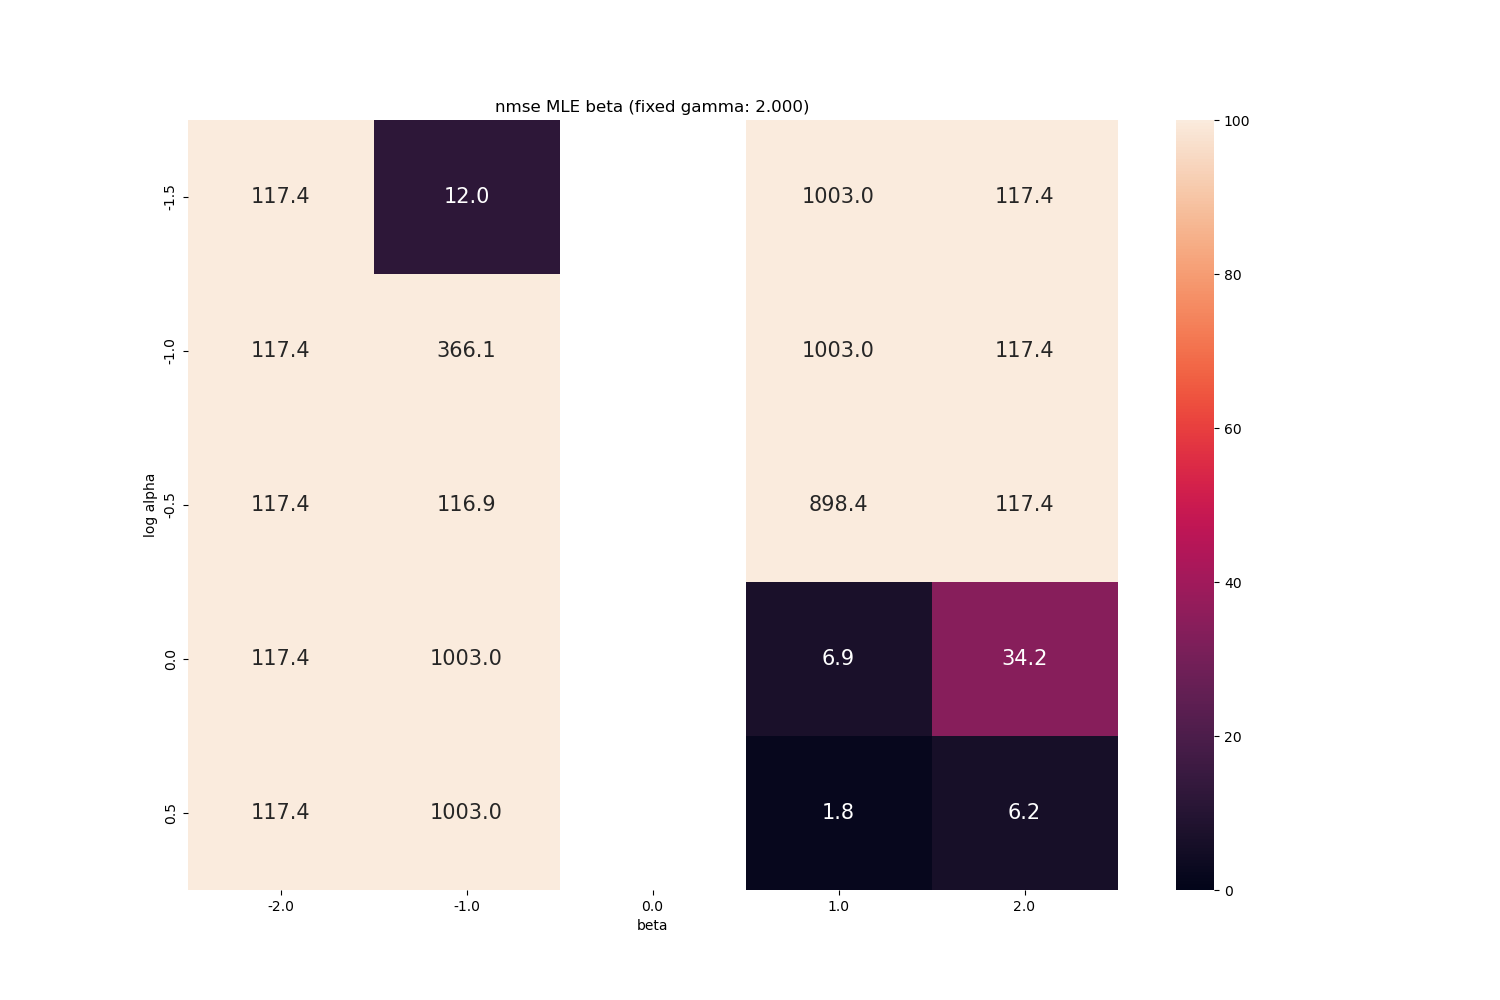 nmse MLE beta (fixed gamma: 2.000)
log alpha
-1.5 117.4 12.0 1003.0 117.4
-1.0 117.4 366.1 1003.0 117.4
-0.5 117.4 116.9 898.4 117.4
0.0 117.4 1003.0 6.9 34.2
0.5 117.4 1003.0 1.8 6.2
-2.0 -1.0 0.0 1.0 2.0
beta
100
80
60
40
20
0